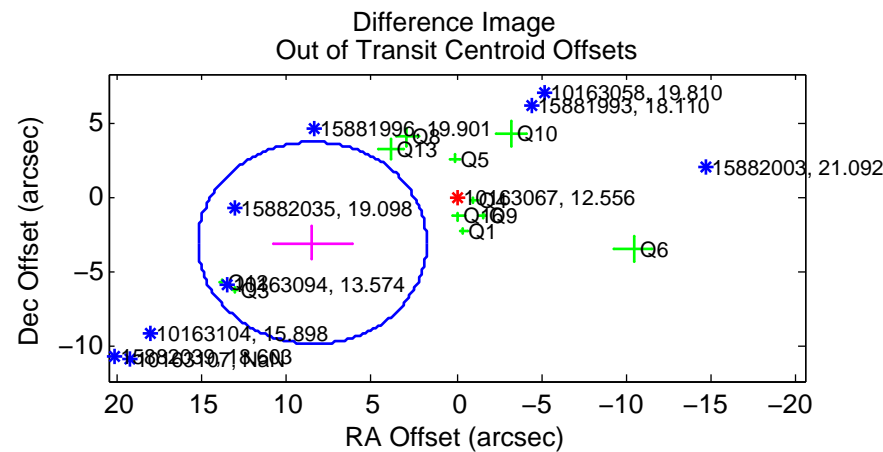 Difference Image
Out of Transit Centroid Offsets
10163058, 19.810
15881993, 18.110
15881996, 19.901
Q8
Q13
Q10
Q5
15882003, 21.092
10163067, 12.556
Q4
15882035, 19.098
Q9
Q1
Q6
10163094, 13.574
Q3
10163104, 15.898
15882039, 18.603
10163107, NaN
5
0
−5
−10
20
15
10
5
0
−5
−10
−15
−20
RA Offset (arcsec)
Dec Offset (arcsec)